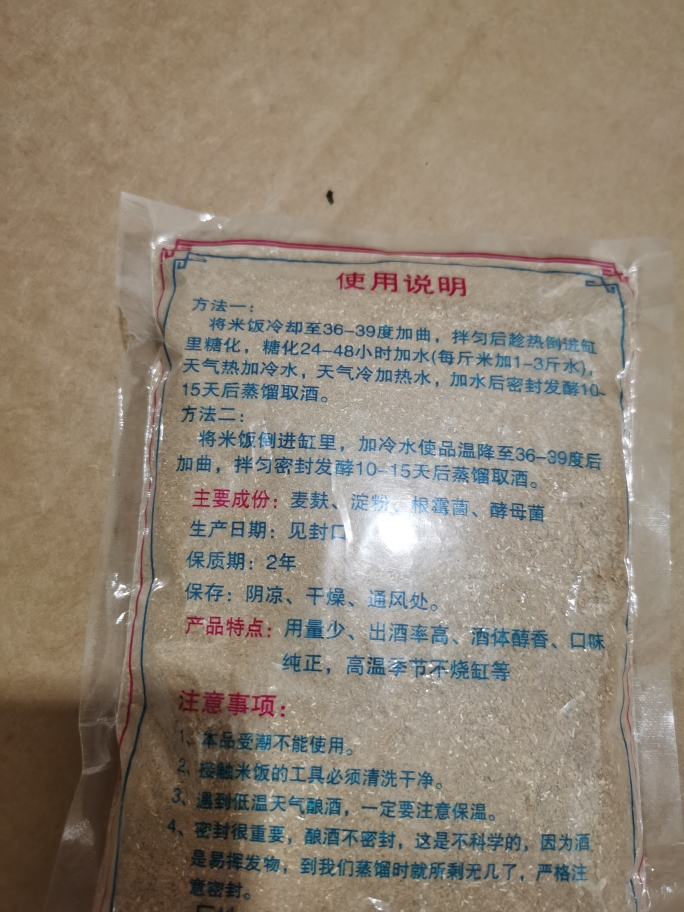 使用说明
方法一：
将米饭冷却至36-39度加曲，拌匀后趁热倒进缸
里糖化，糖化24-48小时加水(每斤米加1-3斤水)，
天气热加冷水，天气冷加热水，加水后密封发酵10-
15天后蒸馏取酒。
方法二：
将米饭倒进缸里，加冷水使品温降至36-39度后
加曲，拌匀密封发酵10-15天后蒸馏取酒。
主要成份：麦麸、淀粉、根霉菌、酵母菌
生产日期：见封口
保质期：2年
保存：阴凉、干燥、通风处。
产品特点：用量少、出酒率高、酒体醇香、口味
纯正，高温季节不烧缸等
注意事项：
1、本品受潮不能使用。
2、接触米饭的工具必须清洗干净。
3、遇到低温天气酿酒，一定要注意保温。
4、密封很重要，酿酒不密封，这是不科学的，因为酒
是易挥发物，到我们蒸馏时就所剩无几了，严格注
意密封。